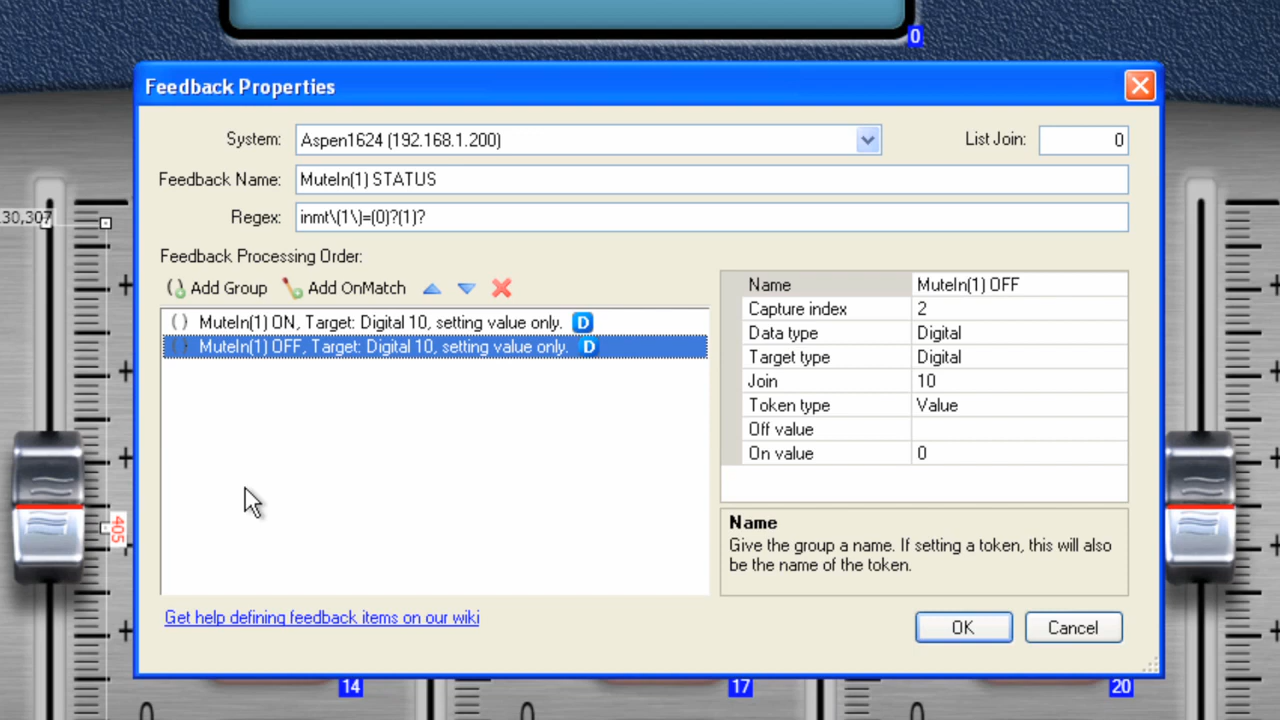 0
Feedback Properties
System: Aspen1624 (192.168.1.200) List Join: 0
Feedback Name: MuteIn(1) STATUS
30,307
Regex: inmt\(1\)=(0)?(1)?
Feedback Processing Order:
( ) Add Group Add OnMatch
( ) MuteIn(1) ON, Target: Digital 10, setting value only. D
( ) MuteIn(1) OFF, Target: Digital 10, setting value only. D
Name MuteIn(1) OFF
Capture index 2
Data type Digital
Target type Digital
Join 10
Token type Value
Off value
On value 0
405
Name
Give the group a name. If setting a token, this will also
be the name of the token.
Get help defining feedback items on our wiki
OK Cancel
14 17 20
0 0 0